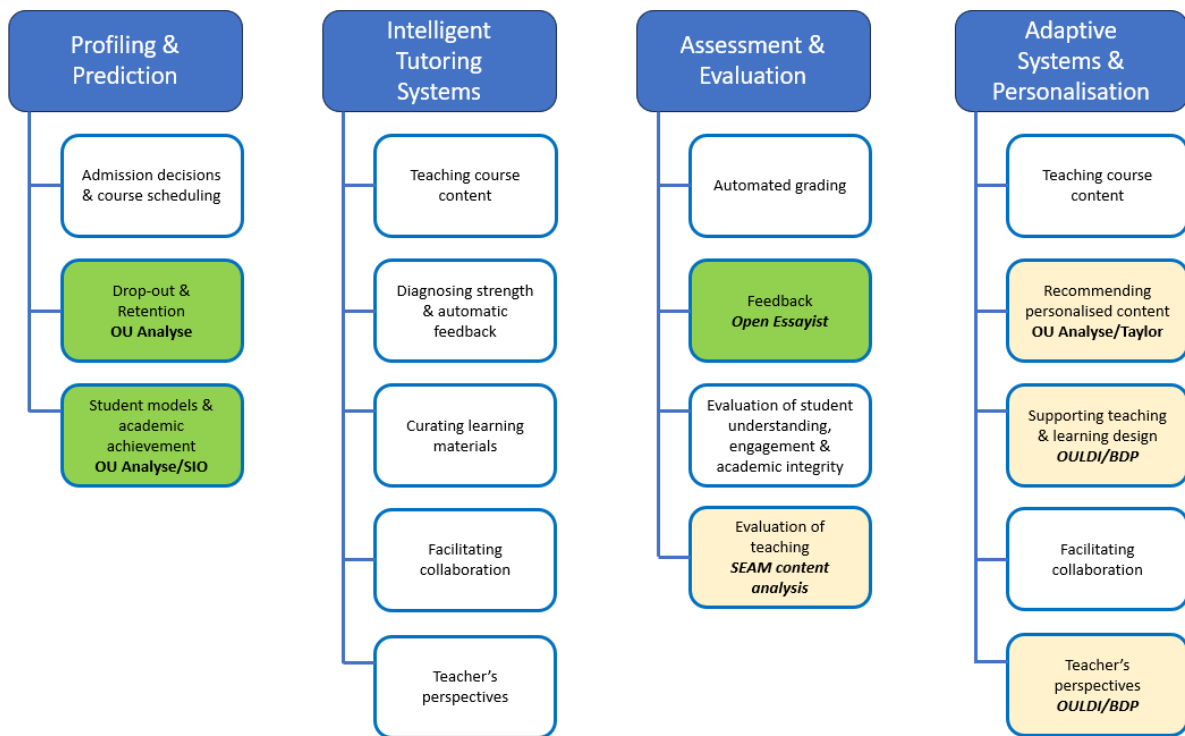 Profiling &
Prediction
Admission decisions
& course scheduling
Drop-out &
Retention
OU Analyse
Student models &
academic
achievement
OU Analyse/SIO
Intelligent
Tutoring
Systems
Teaching course
content
Diagnosing strength
& automatic
feedback
Curating learning
materials
Facilitating
collaboration
Teacher’s
perspectives
Assessment &
Evaluation
Automated grading
Feedback
Open Essayist
Evaluation of student
understanding,
engagement &
academic integrity
Evaluation of
teaching
SEAM content
analysis
Adaptive
Systems &
Personalisation
Teaching course
content
Recommending
personalised content
OU Analyse/Taylor
Supporting teaching
& learning design
OULDI/BDP
Facilitating
collaboration
Teacher’s
perspectives
OULDI/BDP